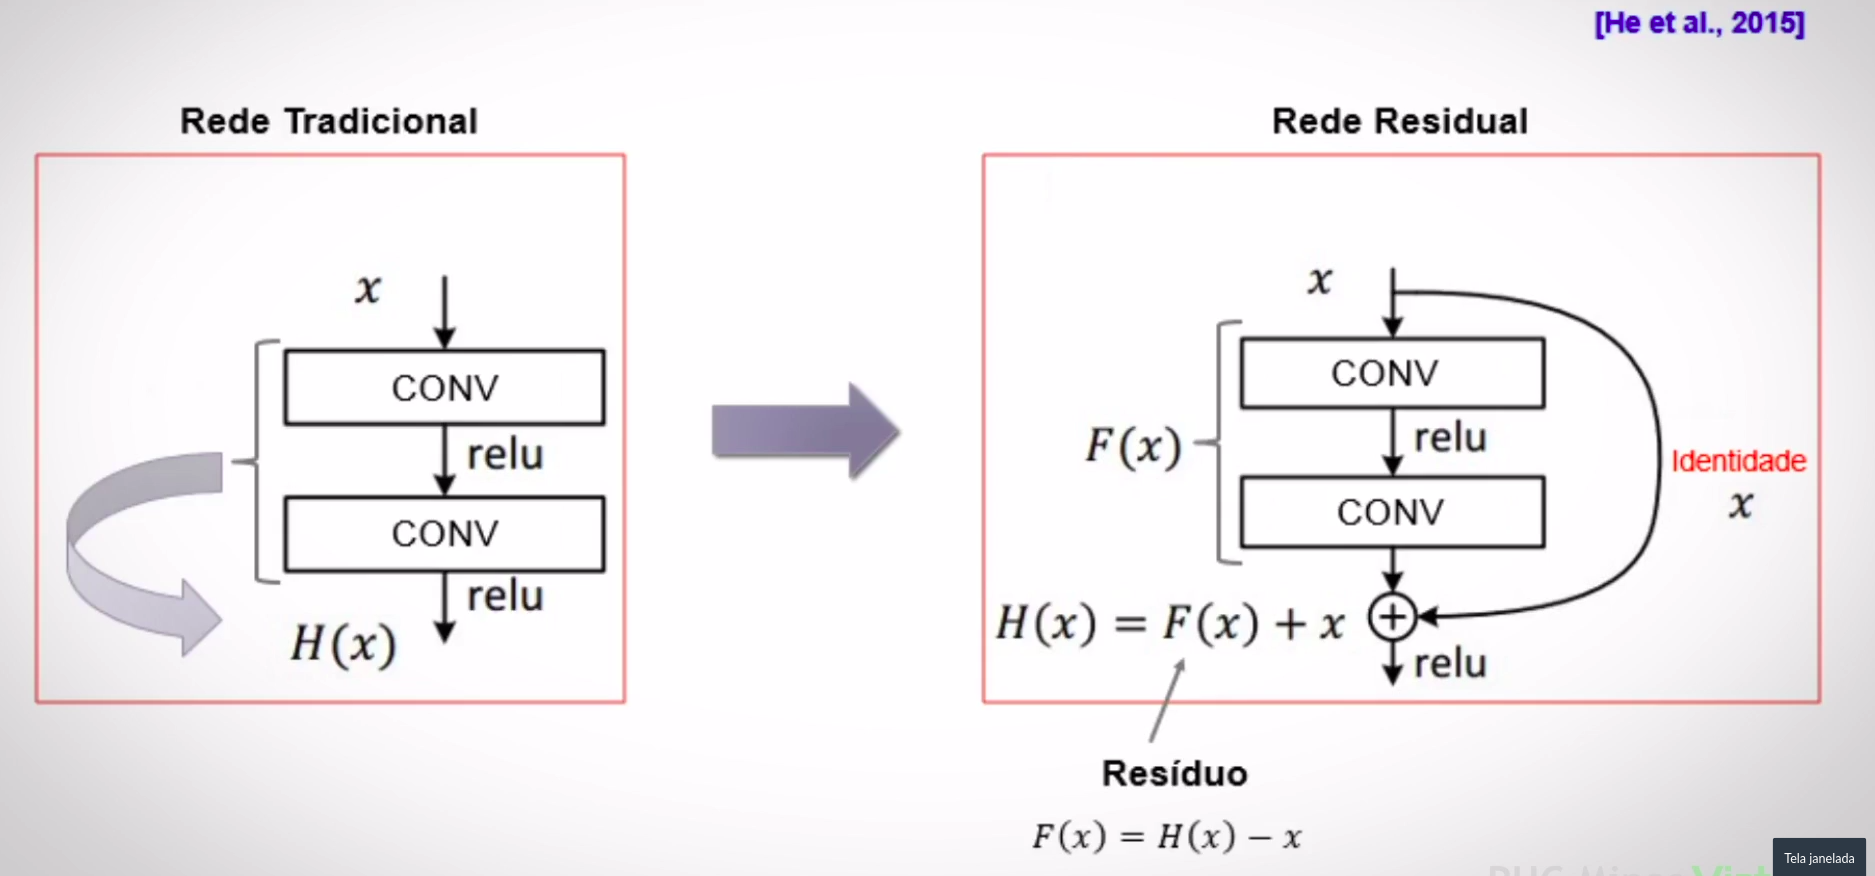 [He et al., 2015]
Rede Tradicional
x
CONV
relu
CONV
relu
H(x)
Rede Residual
x
CONV
F(x)
relu
Identidade
x
CONV
H(x) = F(x) + x
+
relu
Resíduo
F(x) = H(x) − x
Tela janelada